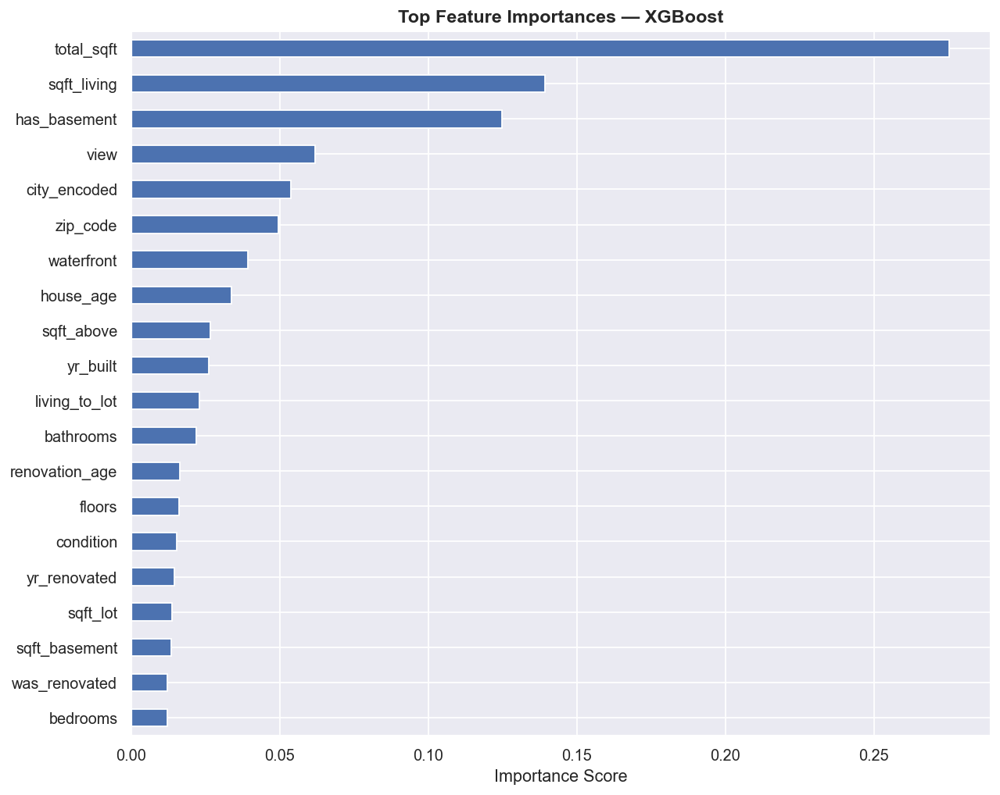 Top Feature Importances — XGBoost
total_sqft
sqft_living
has_basement
view
city_encoded
zip_code
waterfront
house_age
sqft_above
yr_built
living_to_lot
bathrooms
renovation_age
floors
condition
yr_renovated
sqft_lot
sqft_basement
was_renovated
bedrooms
0.00 0.05 0.10 0.15 0.20 0.25
Importance Score